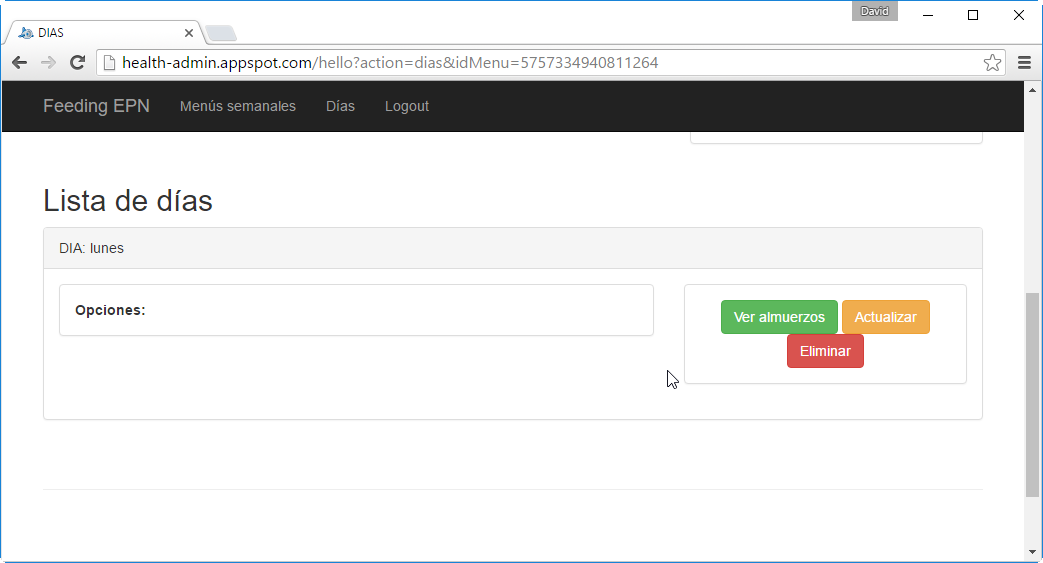 David
DIAS
health-admin.appspot.com/hello?action=dias&idMenu=5757334940811264
Feeding EPN Menús semanales Días Logout
Lista de días
DIA: lunes
Opciones:
Ver almuerzos Actualizar
Eliminar